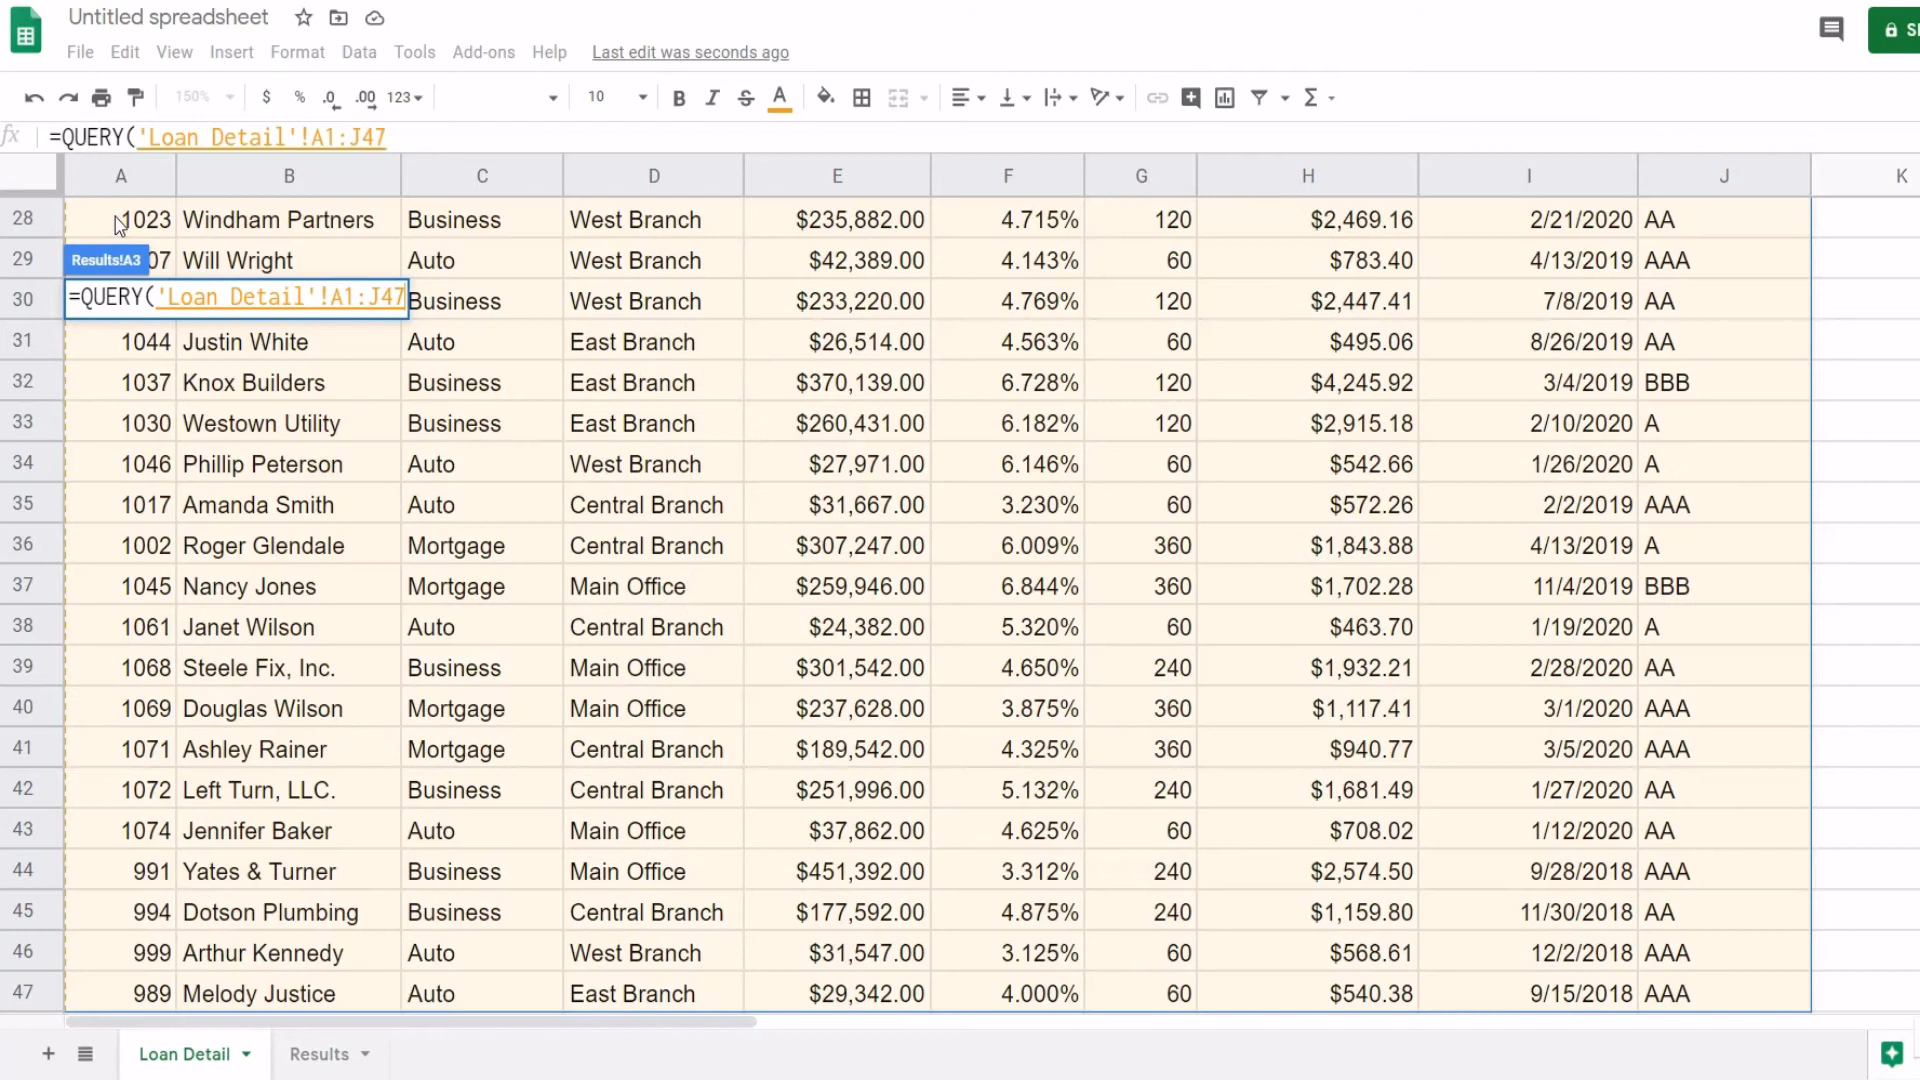 Untitled spreadsheet
File Edit View Insert Format Data Tools Add-ons Help Last edit was seconds ago
150% $ % .0 .00 123 10 B I S A Σ
fx =QUERY('Loan Detail'!A1:J47
A B C D E F G H I J K
28 1023 Windham Partners Business West Branch $235,882.00 4.715% 120 $2,469.16 2/21/2020 AA
29 Results!A3 07 Will Wright Auto West Branch $42,389.00 4.143% 60 $783.40 4/13/2019 AAA
30 =QUERY('Loan Detail'!A1:J47 Business West Branch $233,220.00 4.769% 120 $2,447.41 7/8/2019 AA
31 1044 Justin White Auto East Branch $26,514.00 4.563% 60 $495.06 8/26/2019 AA
32 1037 Knox Builders Business East Branch $370,139.00 6.728% 120 $4,245.92 3/4/2019 BBB
33 1030 Westown Utility Business East Branch $260,431.00 6.182% 120 $2,915.18 2/10/2020 A
34 1046 Phillip Peterson Auto West Branch $27,971.00 6.146% 60 $542.66 1/26/2020 A
35 1017 Amanda Smith Auto Central Branch $31,667.00 3.230% 60 $572.26 2/2/2019 AAA
36 1002 Roger Glendale Mortgage Central Branch $307,247.00 6.009% 360 $1,843.88 4/13/2019 A
37 1045 Nancy Jones Mortgage Main Office $259,946.00 6.844% 360 $1,702.28 11/4/2019 BBB
38 1061 Janet Wilson Auto Central Branch $24,382.00 5.320% 60 $463.70 1/19/2020 A
39 1068 Steele Fix, Inc. Business Main Office $301,542.00 4.650% 240 $1,932.21 2/28/2020 AA
40 1069 Douglas Wilson Mortgage Main Office $237,628.00 3.875% 360 $1,117.41 3/1/2020 AAA
41 1071 Ashley Rainer Mortgage Central Branch $189,542.00 4.325% 360 $940.77 3/5/2020 AAA
42 1072 Left Turn, LLC. Business Central Branch $251,996.00 5.132% 240 $1,681.49 1/27/2020 AA
43 1074 Jennifer Baker Auto Main Office $37,862.00 4.625% 60 $708.02 1/12/2020 AA
44 991 Yates & Turner Business Main Office $451,392.00 3.312% 240 $2,574.50 9/28/2018 AAA
45 994 Dotson Plumbing Business Central Branch $177,592.00 4.875% 240 $1,159.80 11/30/2018 AA
46 999 Arthur Kennedy Auto West Branch $31,547.00 3.125% 60 $568.61 12/2/2018 AAA
47 989 Melody Justice Auto East Branch $29,342.00 4.000% 60 $540.38 9/15/2018 AAA
Loan Detail Results